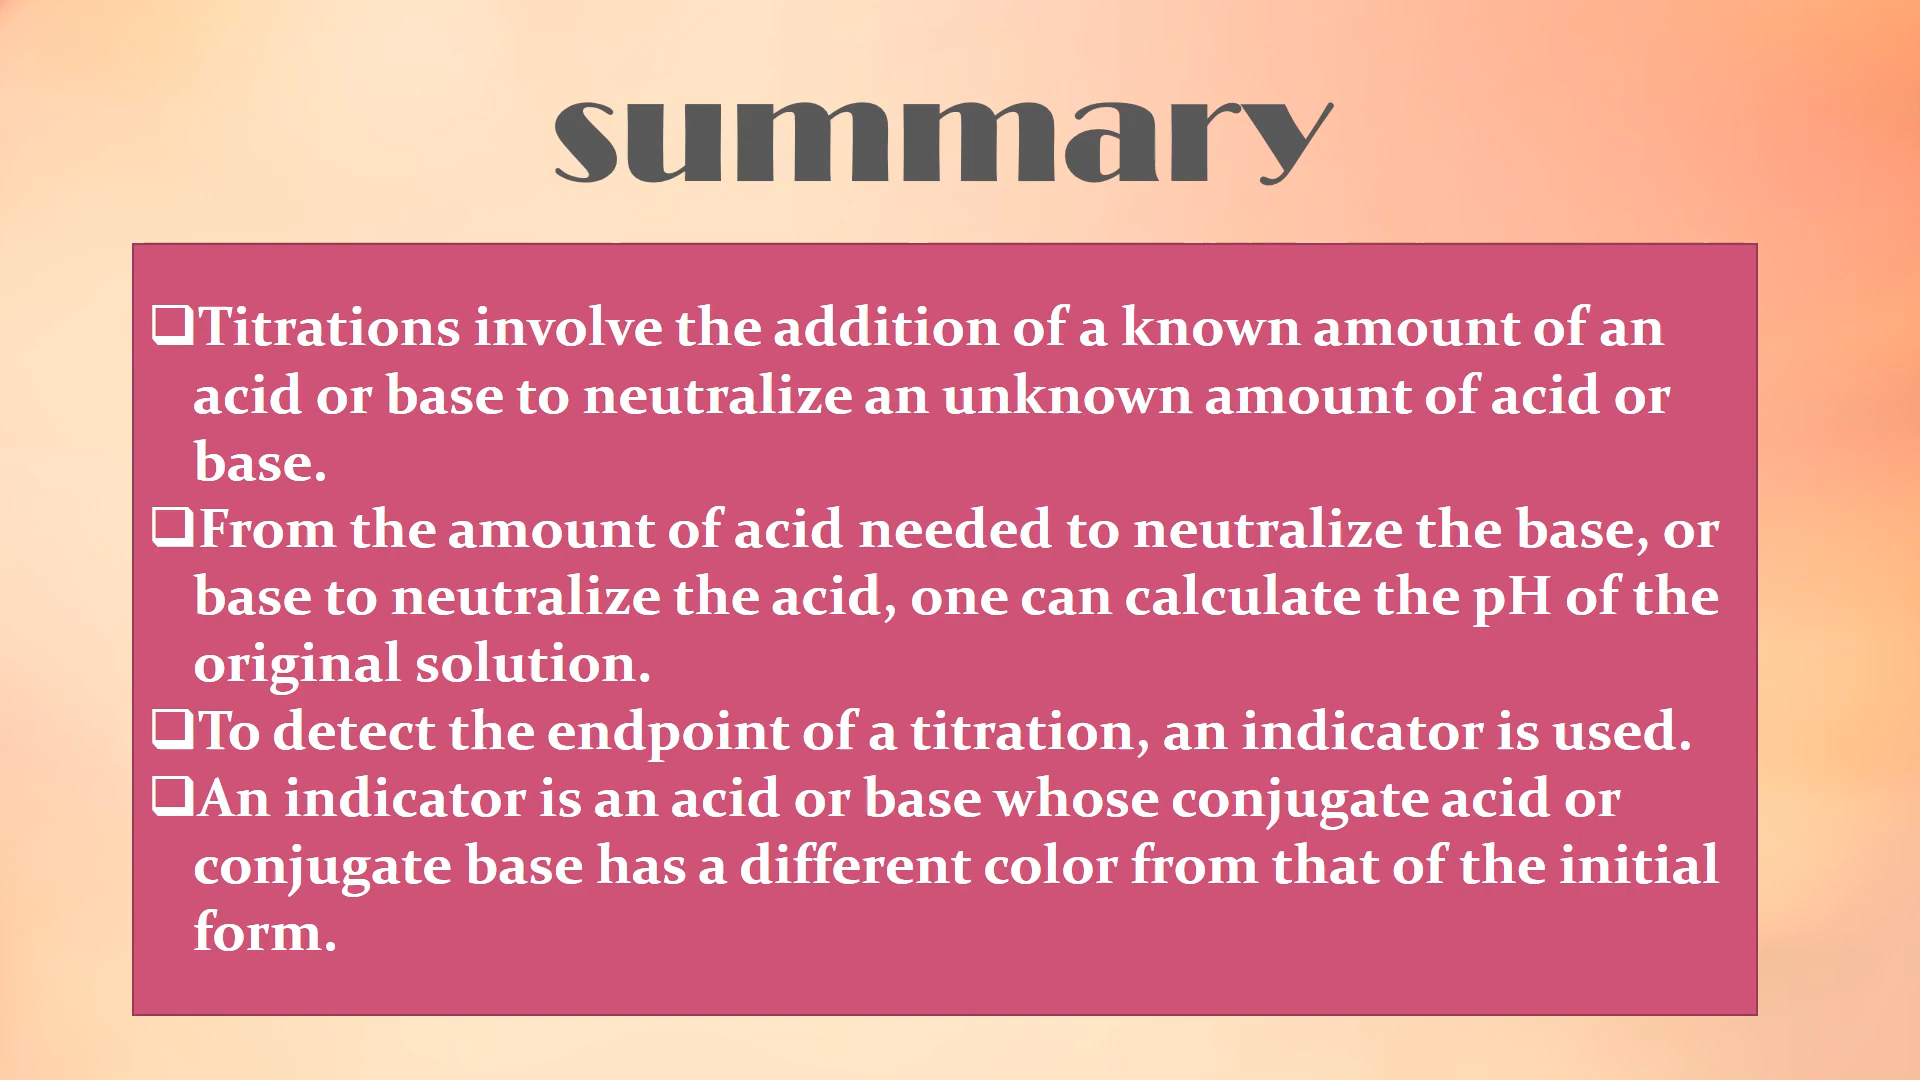 summary
❑Titrations involve the addition of a known amount of an
acid or base to neutralize an unknown amount of acid or
base.
❑From the amount of acid needed to neutralize the base, or
base to neutralize the acid, one can calculate the pH of the
original solution.
❑To detect the endpoint of a titration, an indicator is used.
❑An indicator is an acid or base whose conjugate acid or
conjugate base has a different color from that of the initial
form.